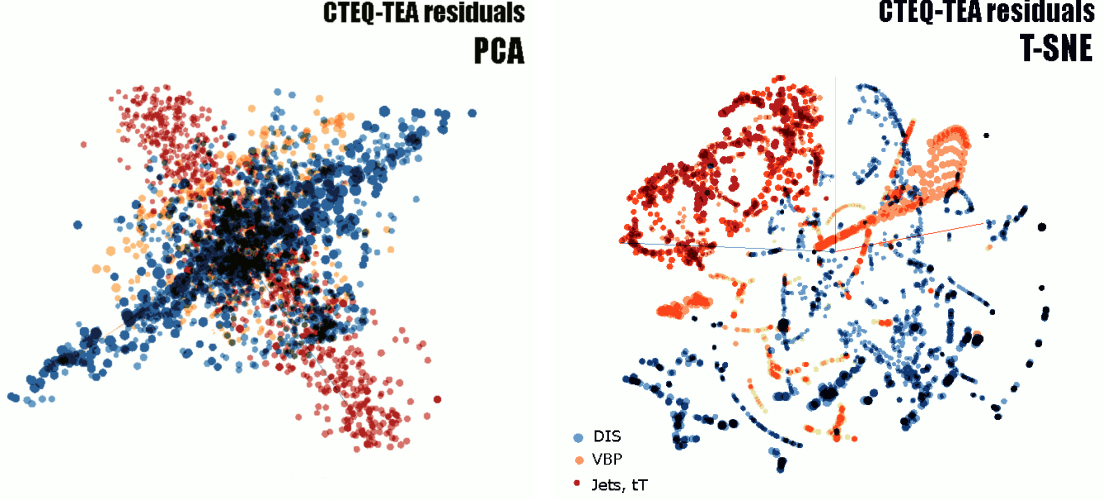 CTEQ-TEA residuals
PCA
CTEQ-TEA residuals
T-SNE
DIS
VBP
Jets, tT